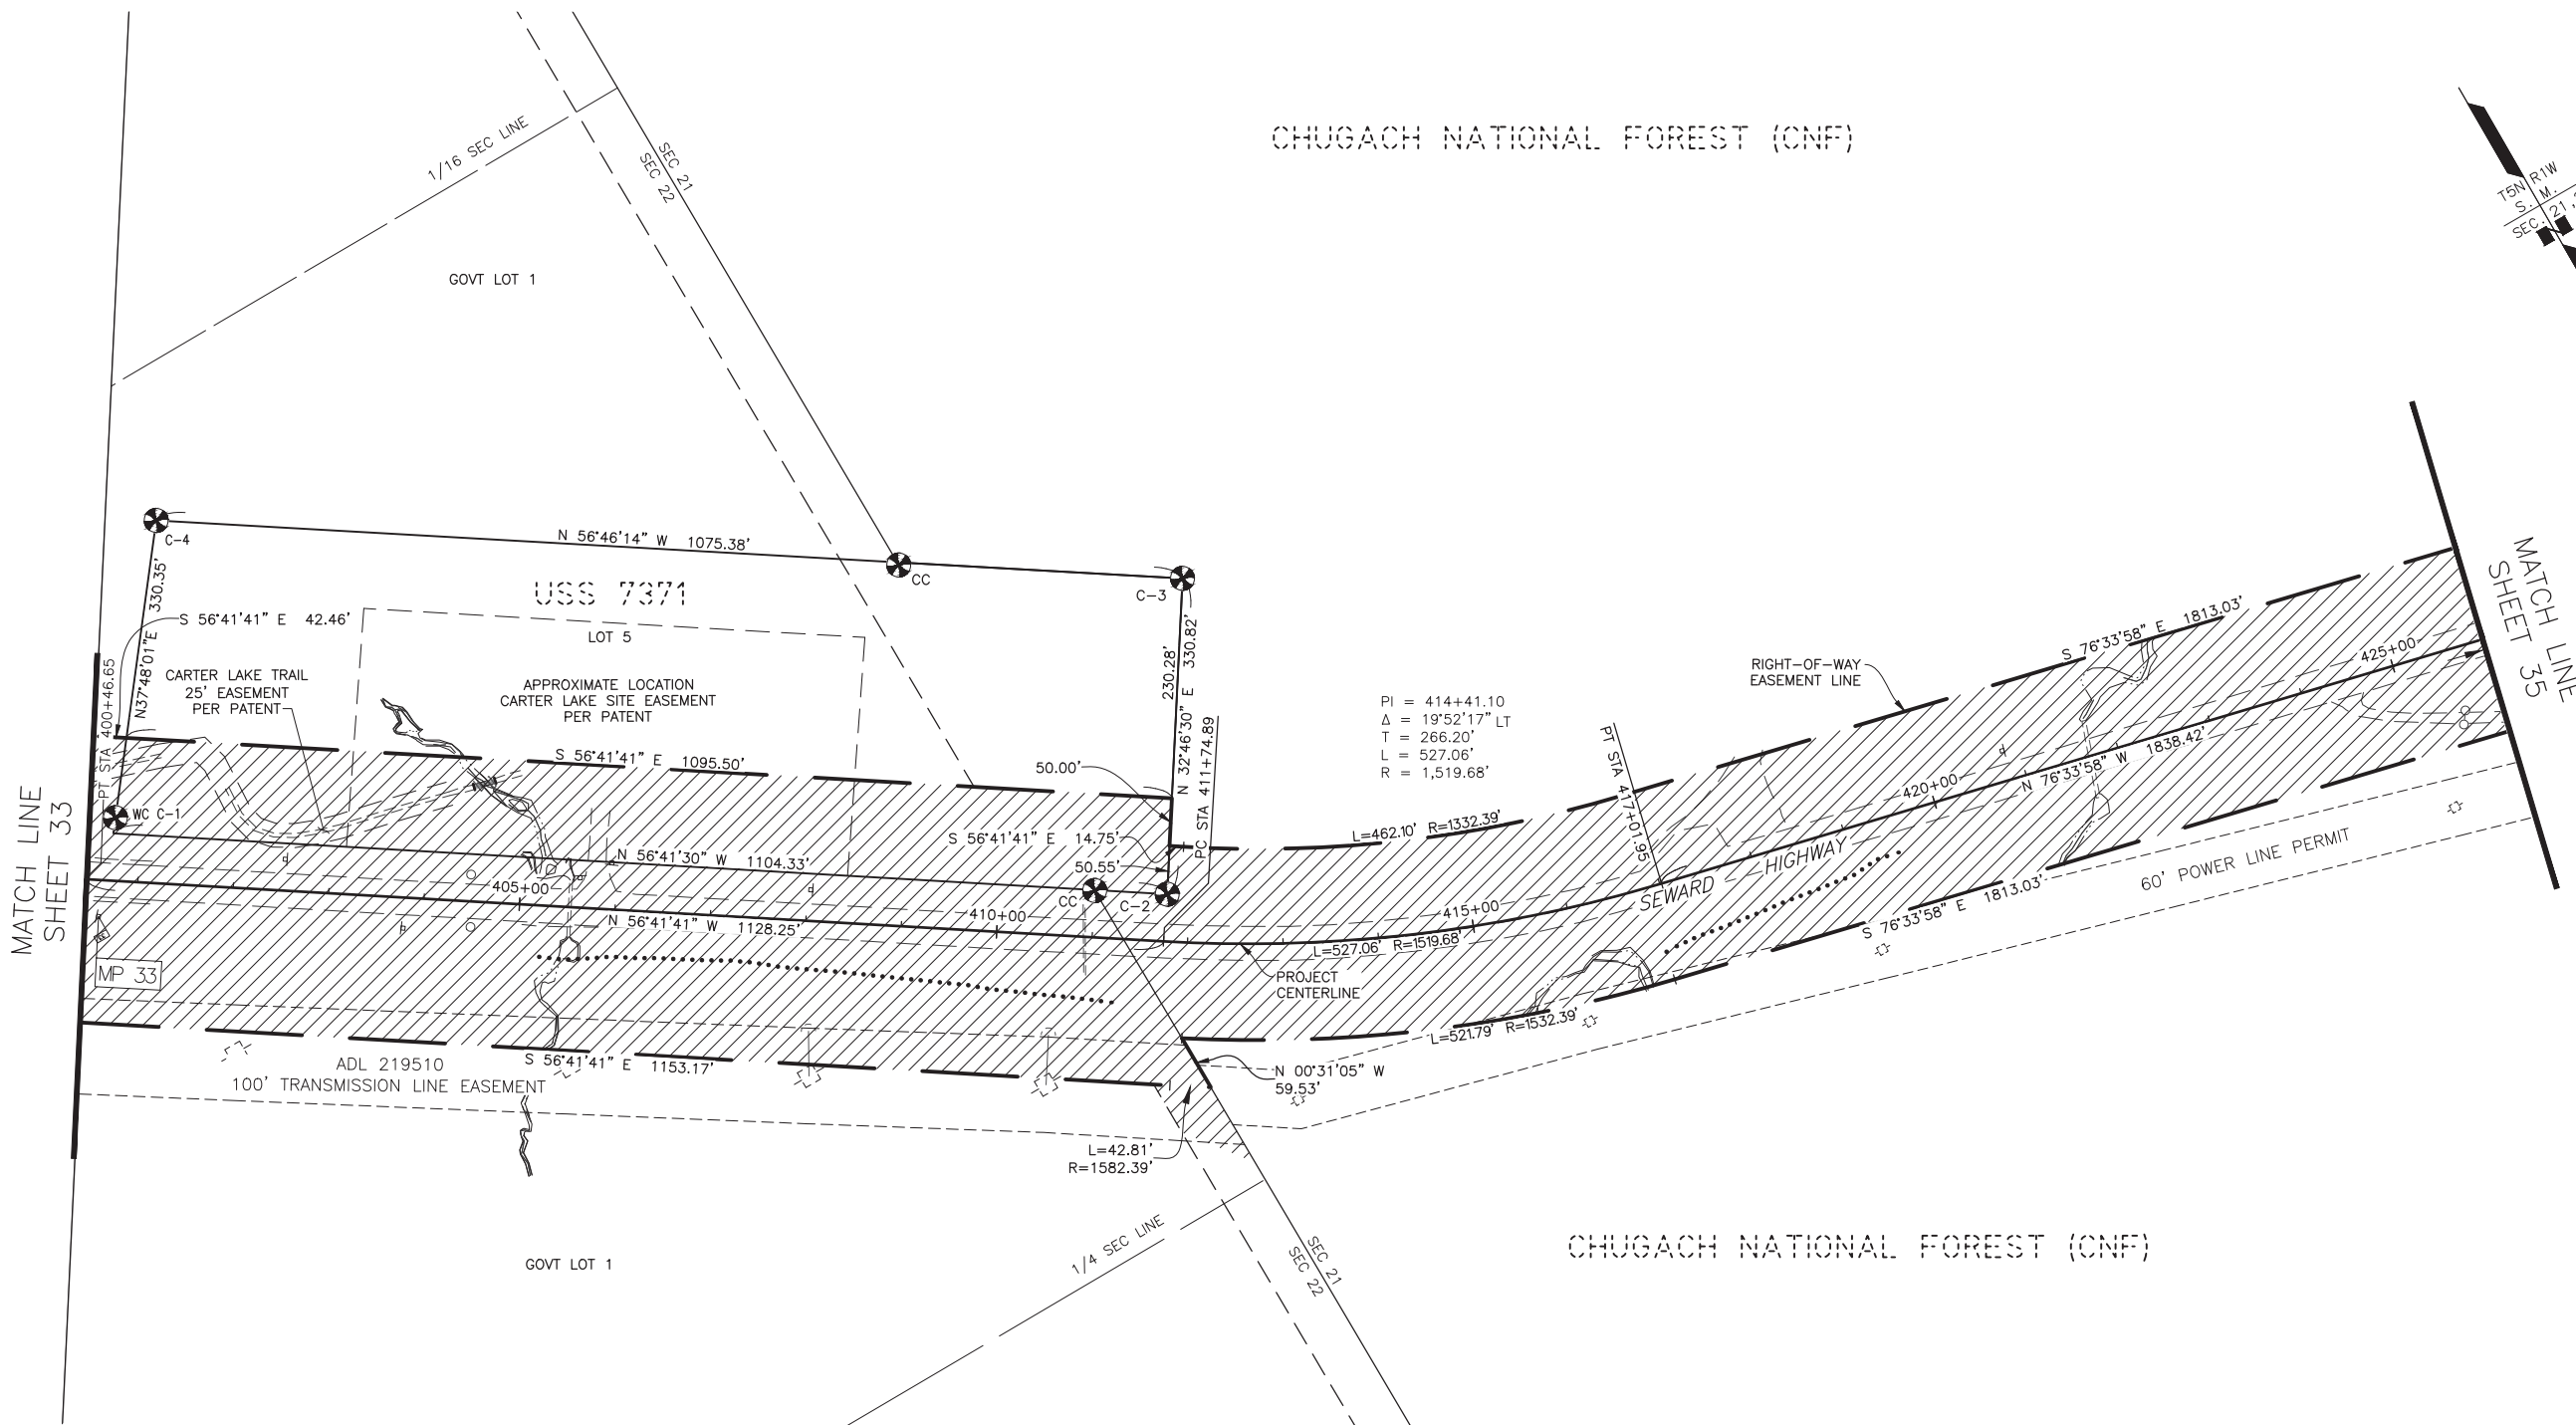 CHUGACH NATIONAL FOREST (CNF)
1/16 SEC LINE
SEC 21
SEC 22
T5N R1W
S. M.
SEC. 21,
GOVT LOT 1
C-4
N 56°46'14" W 1075.38'
CC
C-3
N37°48'01"E 330.35'
USS 7371
S 56°41'41" E 42.46'
LOT 5
CARTER LAKE TRAIL
25' EASEMENT
PER PATENT
APPROXIMATE LOCATION
CARTER LAKE SITE EASEMENT
PER PATENT
PT STA 400+46.65
230.28'
N 32°46'30" E 330.82'
PC STA 411+74.89
S 56°41'41" E 1095.50'
50.00'
WC C-1
S 56°41'41" E 14.75'
50.55'
N 56°41'30" W 1104.33'
CC
C-2
405+00
410+00
N 56°41'41" W 1128.25'
MATCH LINE
SHEET 33
MP 33
PI = 414+41.10
Δ = 19°52'17" LT
T = 266.20'
L = 527.06'
R = 1,519.68'
PT STA 417+01.95
RIGHT-OF-WAY
EASEMENT LINE
S 76°33'58" E 1813.03'
425+00
MATCH LINE
SHEET 35
N 76°33'58" W 1838.42'
420+00
L=462.10' R=1332.39'
SEWARD HIGHWAY
415+00
L=527.06' R=1519.68'
PROJECT
CENTERLINE
S 76°33'58" E 1813.03'
60' POWER LINE PERMIT
L=521.79' R=1532.39'
ADL 219510
100' TRANSMISSION LINE EASEMENT
S 56°41'41" E 1153.17'
N 00°31'05" W
59.53'
L=42.81'
R=1582.39'
1/4 SEC LINE
SEC 21
SEC 22
GOVT LOT 1
CHUGACH NATIONAL FOREST (CNF)